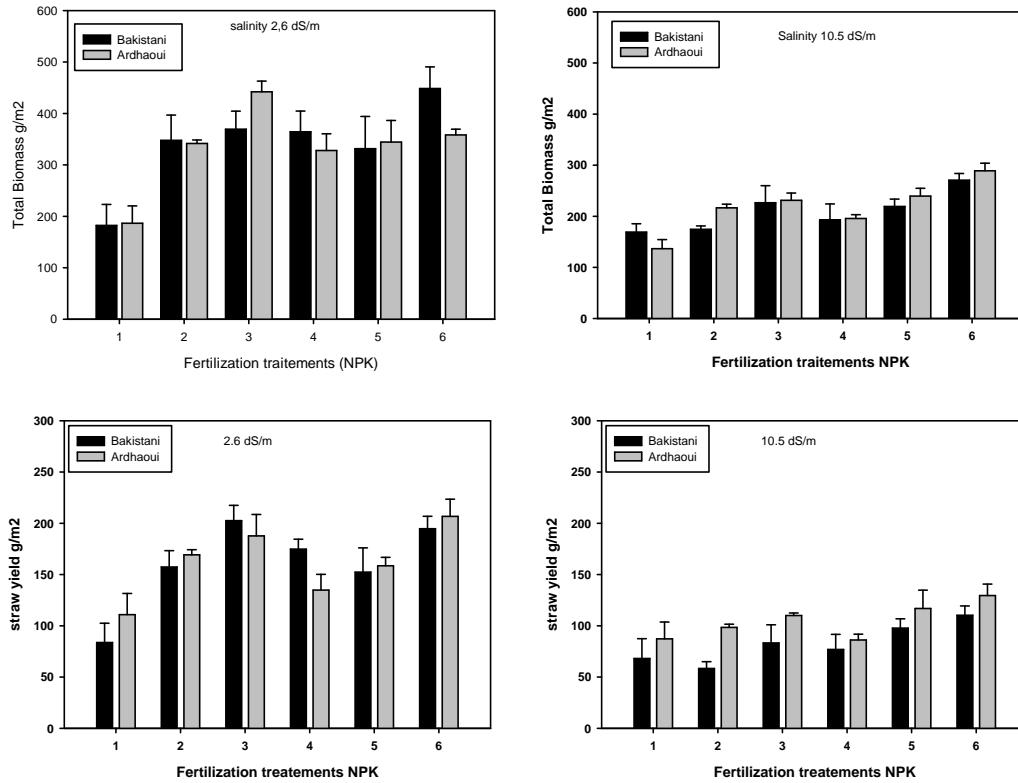 600
500
400
300
200
100
0
Total Biomass g/m2
Bakistani
Ardhaoui
salinity 2,6 dS/m
1 2 3 4 5 6
Fertilization traitements (NPK)
600
500
400
300
200
100
0
Total Biomass g/m2
Bakistani
Ardhaoui
Salinity 10.5 dS/m
1 2 3 4 5 6
Fertilization traitements NPK
300
250
200
150
100
50
0
straw yield g/m2
Bakistani
Ardhaoui
2.6 dS/m
1 2 3 4 5 6
Fertilization treatements NPK
300
250
200
150
100
50
0
straw yield g/m2
Bakistani
Ardhaoui
10.5 dS/m
1 2 3 4 5 6
Fertilization treatements NPK